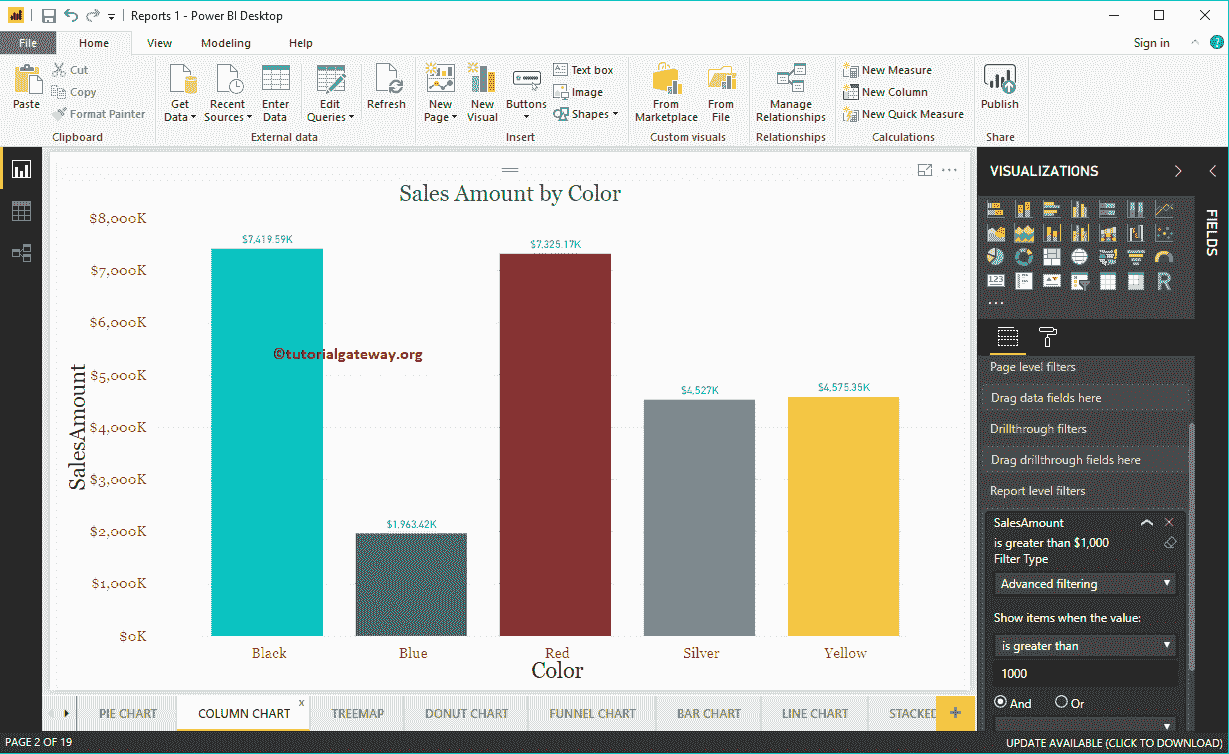 Reports 1 - Power BI Desktop
File Home View Modeling Help Sign in ?
Paste
Cut
Copy
Format Painter
Clipboard
Get Data
Recent Sources
Enter Data
Edit Queries
External data
Refresh
New Page
New Visual
Buttons
Text box
Image
Shapes
Insert
From Marketplace
From File
Custom visuals
Manage Relationships
Relationships
New Measure
New Column
New Quick Measure
Calculations
Publish
Share
Sales Amount by Color
SalesAmount
$8,000K
$7,000K
$6,000K
$5,000K
$4,000K
$3,000K
$2,000K
$1,000K
$0K
$7,419.59K
$1,963.42K
$7,325.17K
$4,527K
$4,575.35K
©tutorialgateway.org
Black Blue Red Silver Yellow
Color
VISUALIZATIONS
FIELDS
123
R
Page level filters
Drag data fields here
Drillthrough filters
Drag drillthrough fields here
Report level filters
SalesAmount
is greater than $1,000
Filter Type
Advanced filtering
Show items when the value:
is greater than
1000
And Or
PIE CHART COLUMN CHART x TREEMAP DONUT CHART FUNNEL CHART BAR CHART LINE CHART STACKED +
PAGE 2 OF 19
UPDATE AVAILABLE (CLICK TO DOWNLOAD)